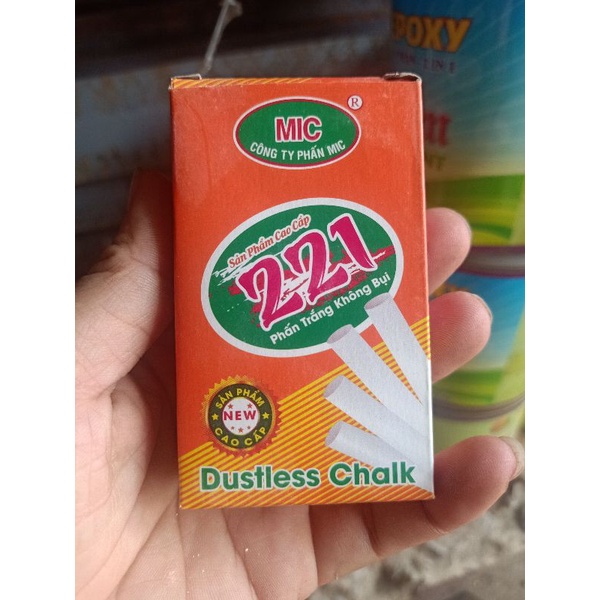 MIC
®
CÔNG TY PHẤN MIC
Sản Phẩm Cao Cấp
221
Phấn Trắng Không Bụi
SẢN PHẨM
NEW
CAO CẤP
Dustless Chalk
POXY